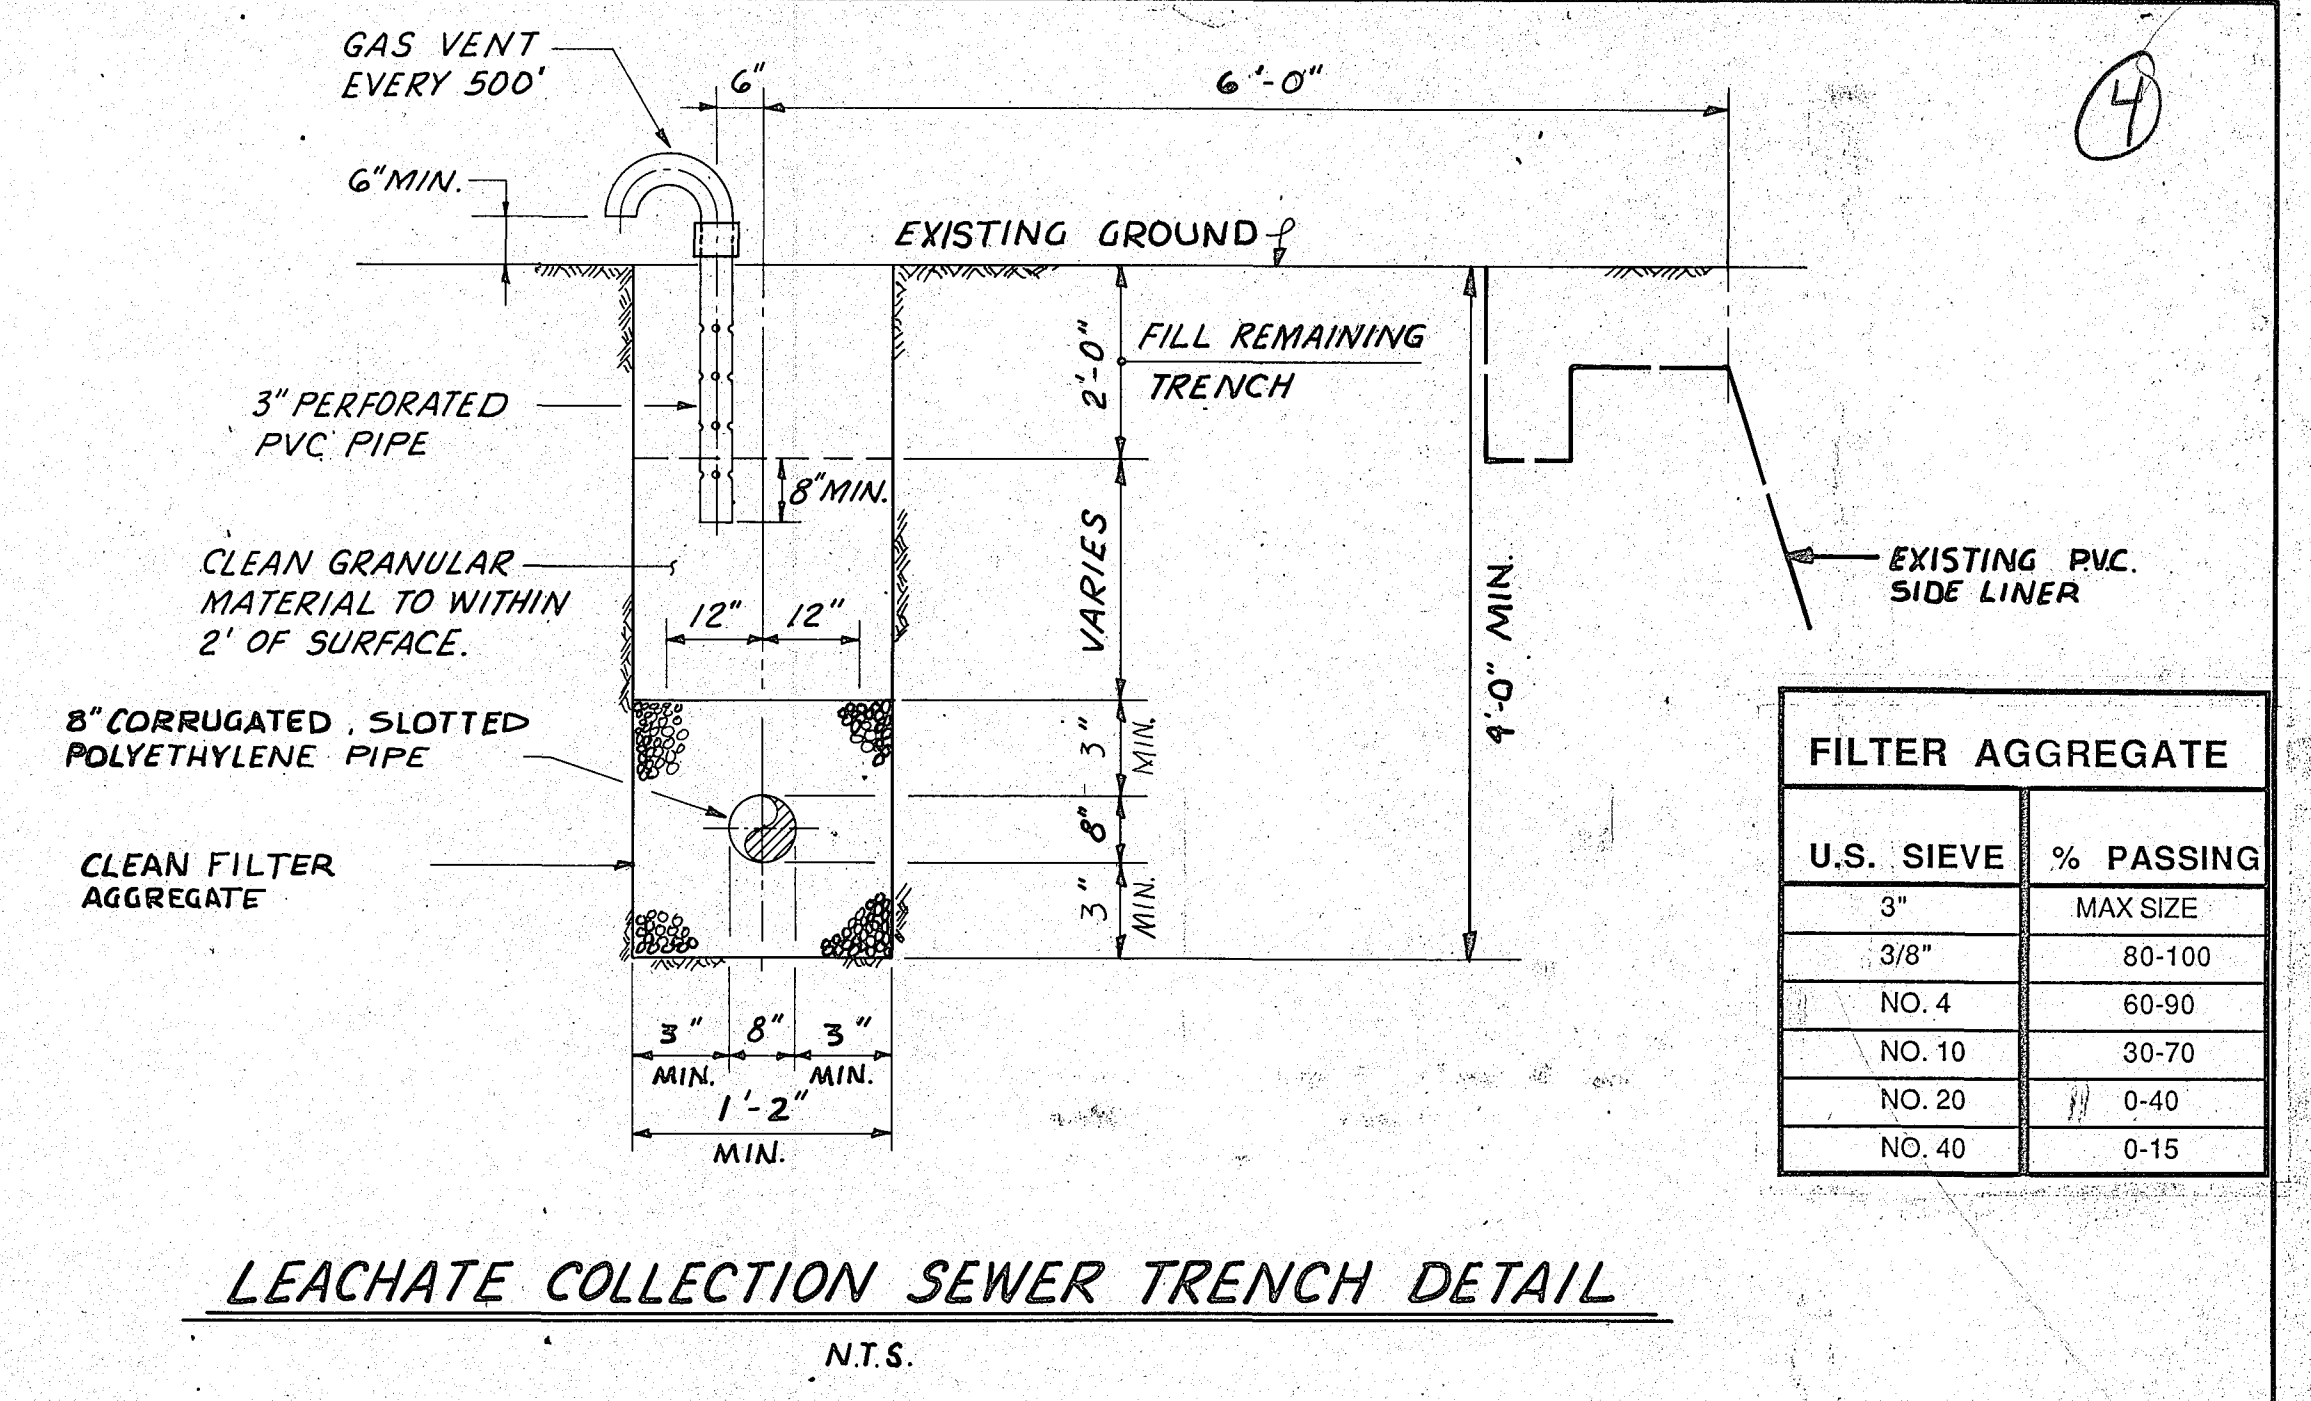 GAS VENT
EVERY 500'
6"
6'-0"
4
6" MIN.
EXISTING GROUND
2'-0"
FILL REMAINING
TRENCH
3" PERFORATED
PVC PIPE
8" MIN.
CLEAN GRANULAR
MATERIAL TO WITHIN
2' OF SURFACE.
12"
12"
VARIES
4'-0" MIN.
EXISTING P.V.C.
SIDE LINER
8" CORRUGATED, SLOTTED
POLYETHYLENE PIPE
3"
MIN.
8"
3"
MIN.
CLEAN FILTER
AGGREGATE
3"
MIN.
8"
3"
MIN.
1'-2"
MIN.
FILTER AGGREGATE
U.S. SIEVE % PASSING
3" MAX SIZE
3/8" 80-100
NO. 4 60-90
NO. 10 30-70
NO. 20 0-40
NO. 40 0-15
LEACHATE COLLECTION SEWER TRENCH DETAIL
N.T.S.